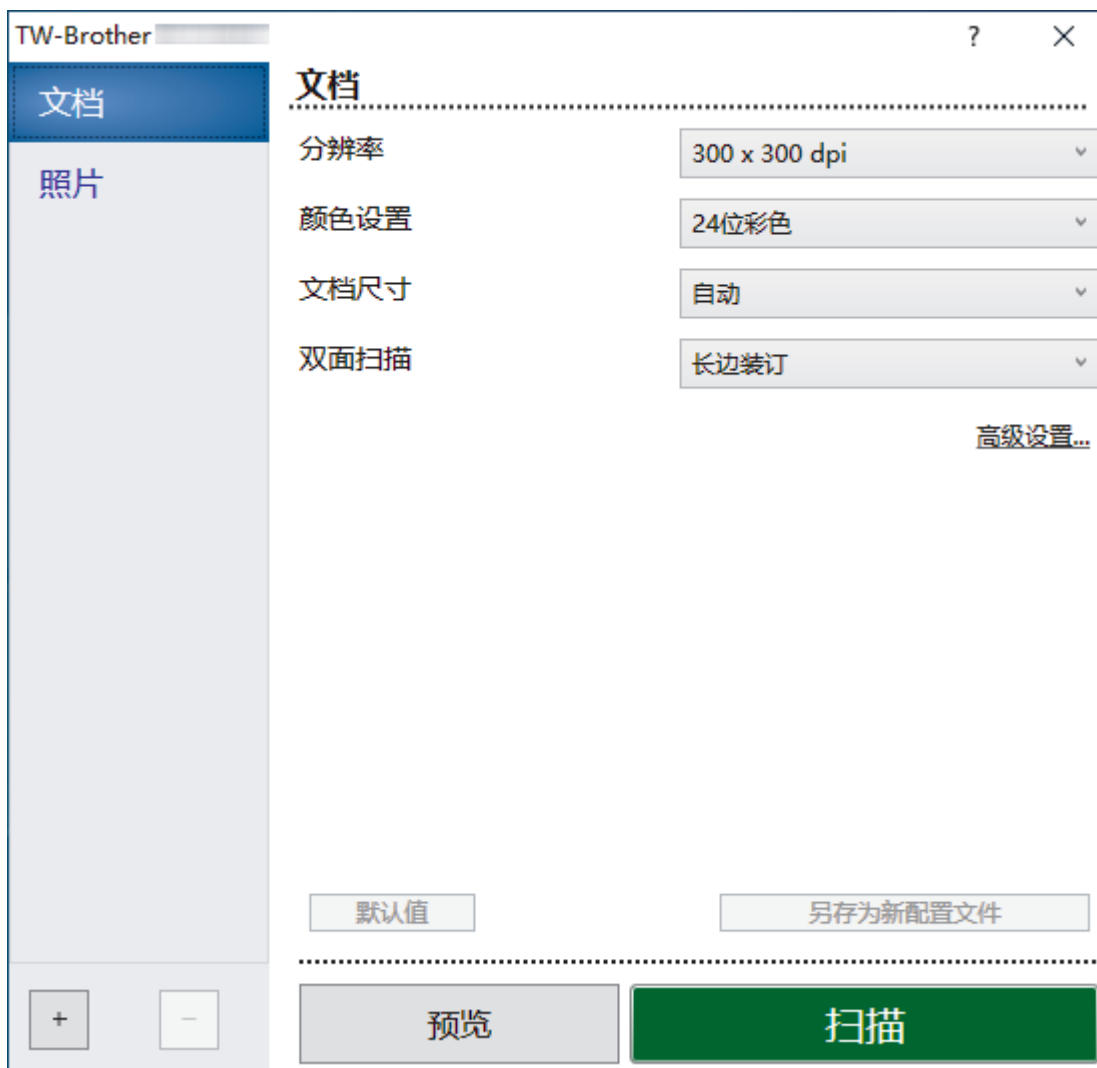 TW-Brother
?
文档
照片
文档
分辨率 300 x 300 dpi
颜色设置 24位彩色
文档尺寸 自动
双面扫描 长边装订
高级设置...
默认值 另存为新配置文件
+ − 预览 扫描